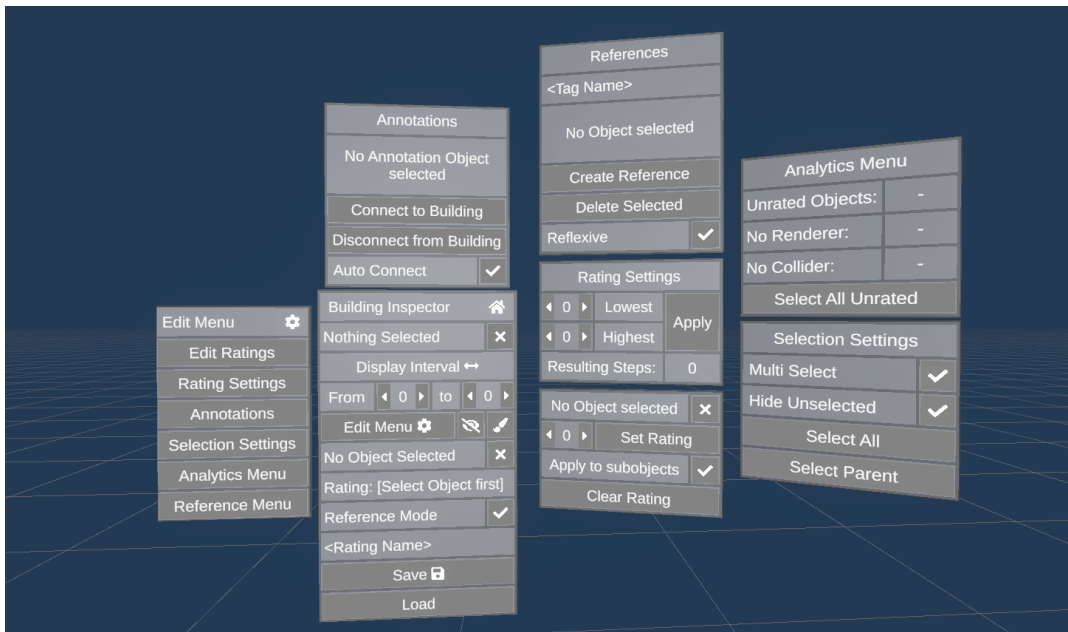 Edit Menu
Edit Ratings
Rating Settings
Annotations
Selection Settings
Analytics Menu
Reference Menu
Annotations
No Annotation Object
selected
Connect to Building
Disconnect from Building
Auto Connect
Building Inspector
Nothing Selected
Display Interval
From 0 to 0
Edit Menu
No Object Selected
Rating: [Select Object first]
Reference Mode
<Rating Name>
Save
Load
References
<Tag Name>
No Object selected
Create Reference
Delete Selected
Reflexive
Rating Settings
0 Lowest
Apply
0 Highest
Resulting Steps: 0
No Object selected
0 Set Rating
Apply to subobjects
Clear Rating
Analytics Menu
Unrated Objects: -
No Renderer: -
No Collider: -
Select All Unrated
Selection Settings
Multi Select
Hide Unselected
Select All
Select Parent